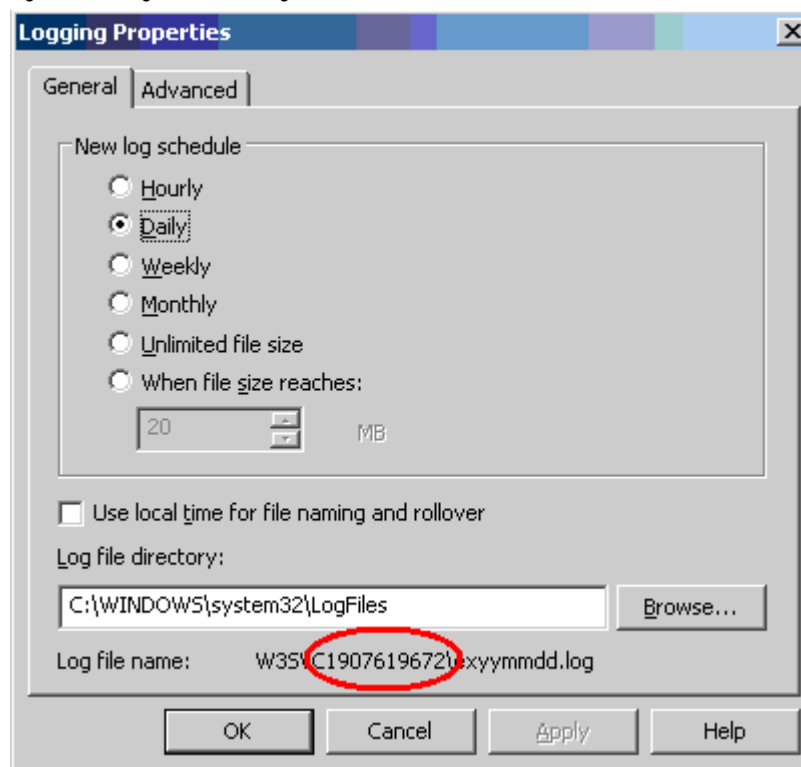 Logging Properties
General
Advanced
New log schedule
Hourly
Daily
Weekly
Monthly
Unlimited file size
When file size reaches:
20
MB
Use local time for file naming and rollover
Log file directory:
C:\WINDOWS\system32\LogFiles
Browse...
Log file name: W3SVC1907619672\exyymmdd.log
OK Cancel Apply Help